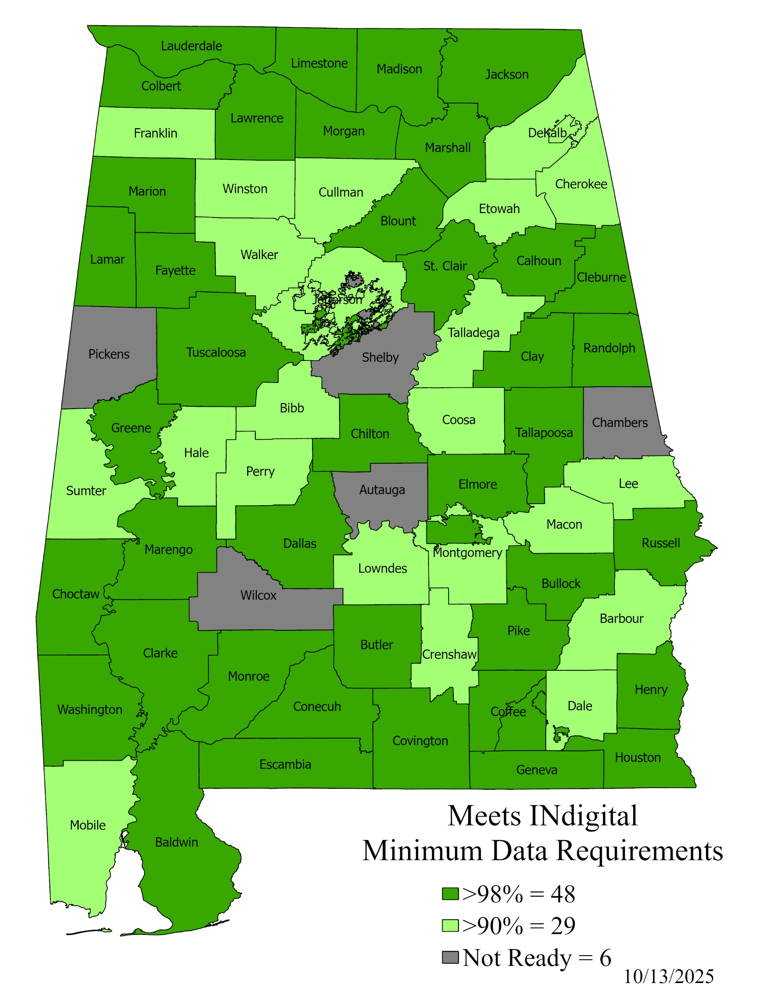 Lauderdale
Limestone
Madison
Jackson
Colbert
Lawrence
Franklin
Morgan
DeKalb
Marshall
Marion
Winston
Cullman
Cherokee
Etowah
Blount
Lamar
Fayette
Walker
St. Clair
Calhoun
Cleburne
Jefferson
Pickens
Tuscaloosa
Shelby
Talladega
Clay
Randolph
Bibb
Greene
Chilton
Coosa
Tallapoosa
Chambers
Hale
Perry
Sumter
Autauga
Elmore
Lee
Macon
Marengo
Dallas
Montgomery
Russell
Lowndes
Bullock
Choctaw
Wilcox
Barbour
Pike
Butler
Clarke
Crenshaw
Monroe
Henry
Washington
Conecuh
Coffee
Dale
Covington
Escambia
Geneva
Houston
Mobile
Baldwin
Meets INdigital
Minimum Data Requirements
>98% = 48
>90% = 29
Not Ready = 6
10/13/2025